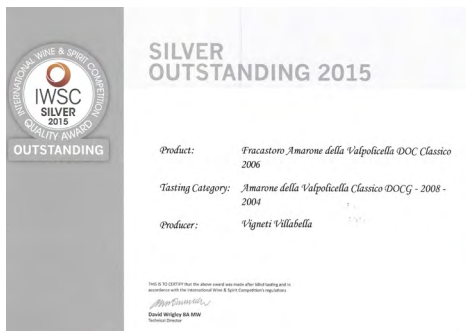 INTERNATIONAL WINE & SPIRIT COMPETITION
IWSC
SILVER
2015
QUALITY AWARD
OUTSTANDING
SILVER
OUTSTANDING 2015
Product:
Fracastoro Amarone della Valpolicella DOC Classico
2006
Tasting Category:
Amarone della Valpolicella Classico DOCG - 2008 -
2004
Producer:
Vigneti Villabella
THIS IS TO CERTIFY that the above award was made after blind tasting and in
accordance with the International Wine & Spirit Competition's regulations
David Wrigley BA MW
Technical Director